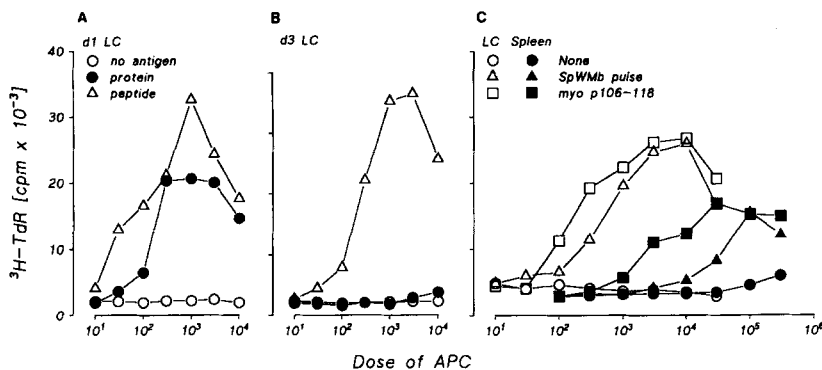 A
d1 LC
no antigen
protein
peptide
B
d3 LC
C
LC Spleen
None
SpWMb pulse
myo p106-118
³H-TdR [cpm x 10⁻³]
40
30
20
10
0
10¹ 10² 10³ 10⁴
10¹ 10² 10³ 10⁴
10¹ 10² 10³ 10⁴ 10⁵ 10⁶
Dose of APC